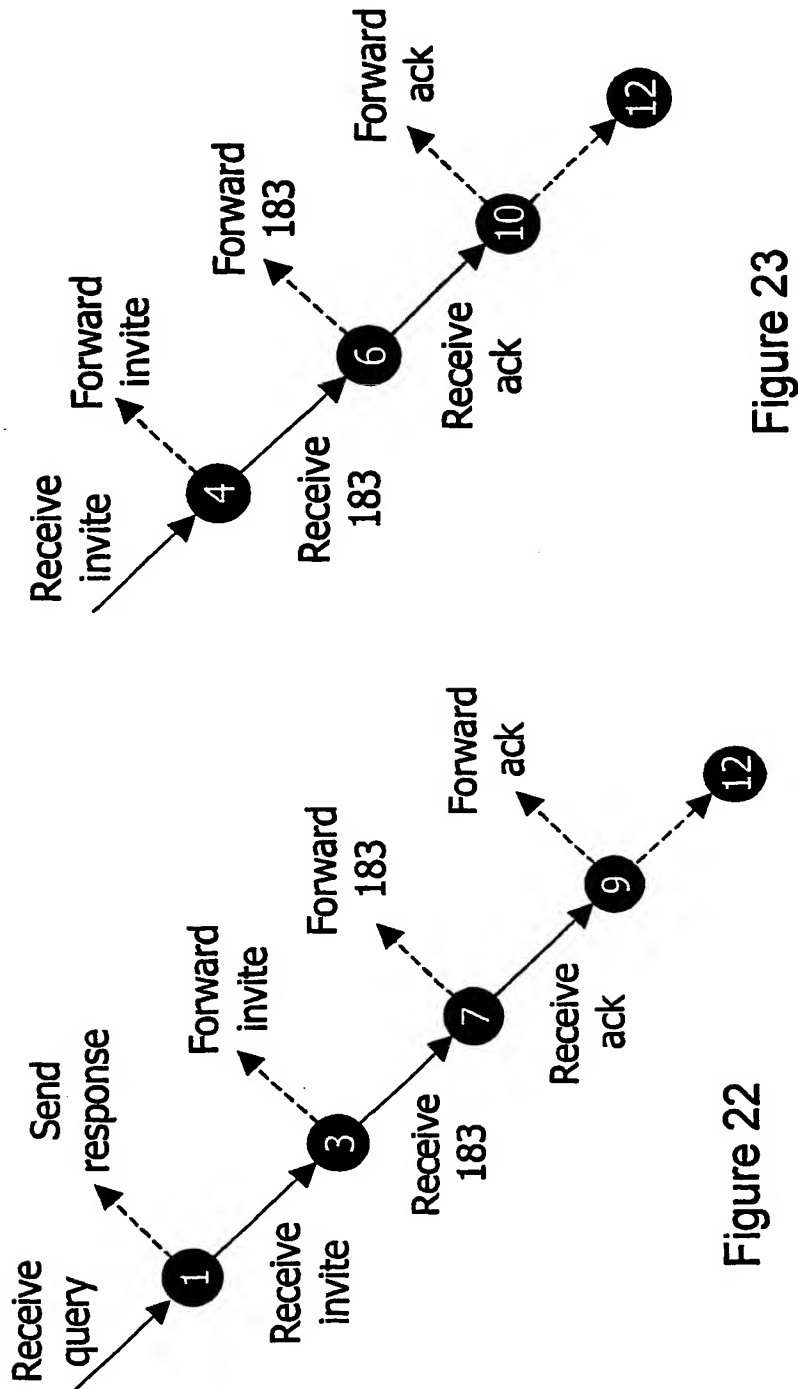 Receive
query
Send
response
1
Receive
invite
Forward
invite
3
Receive
183
Forward
183
7
Receive
ack
Forward
ack
9
12
Figure 22
Receive
invite
Forward
invite
4
Receive
183
Forward
183
6
Receive
ack
Forward
ack
10
12
Figure 23